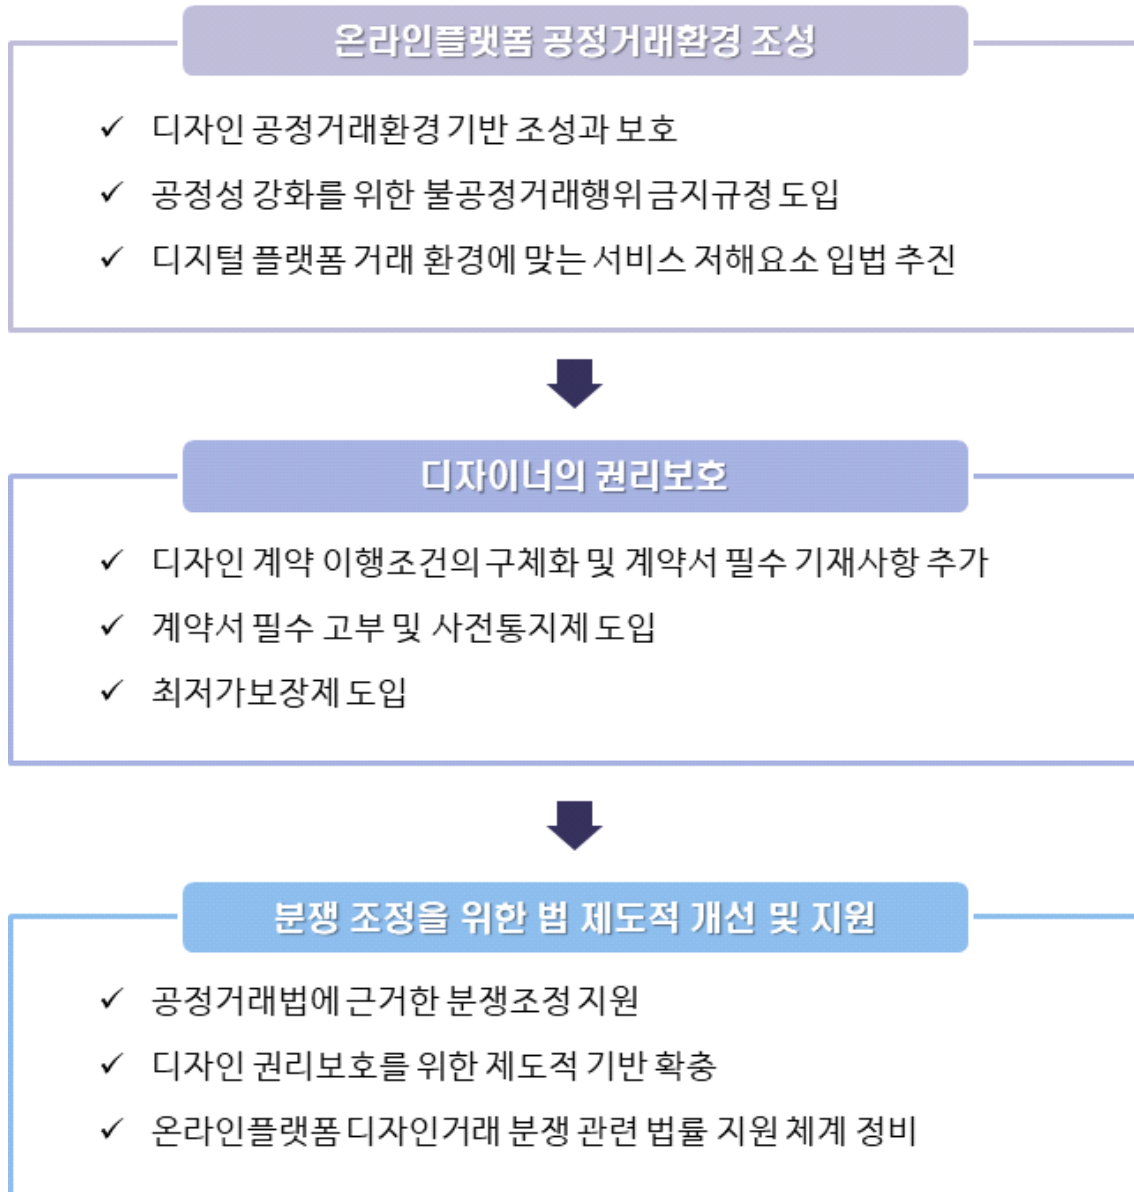 온라인플랫폼 공정거래환경 조성
✓ 디자인 공정거래환경 기반 조성과 보호
✓ 공정성 강화를 위한 불공정거래행위 금지규정 도입
✓ 디지털 플랫폼 거래 환경에 맞는 서비스 저해요소 입법 추진
디자이너의 권리보호
✓ 디자인 계약 이행조건의 구체화 및 계약서 필수 기재사항 추가
✓ 계약서 필수 고부 및 사전통지제 도입
✓ 최저가보장제 도입
분쟁 조정을 위한 법 제도적 개선 및 지원
✓ 공정거래법에 근거한 분쟁조정 지원
✓ 디자인 권리보호를 위한 제도적 기반 확충
✓ 온라인플랫폼 디자인거래 분쟁 관련 법률 지원 체계 정비